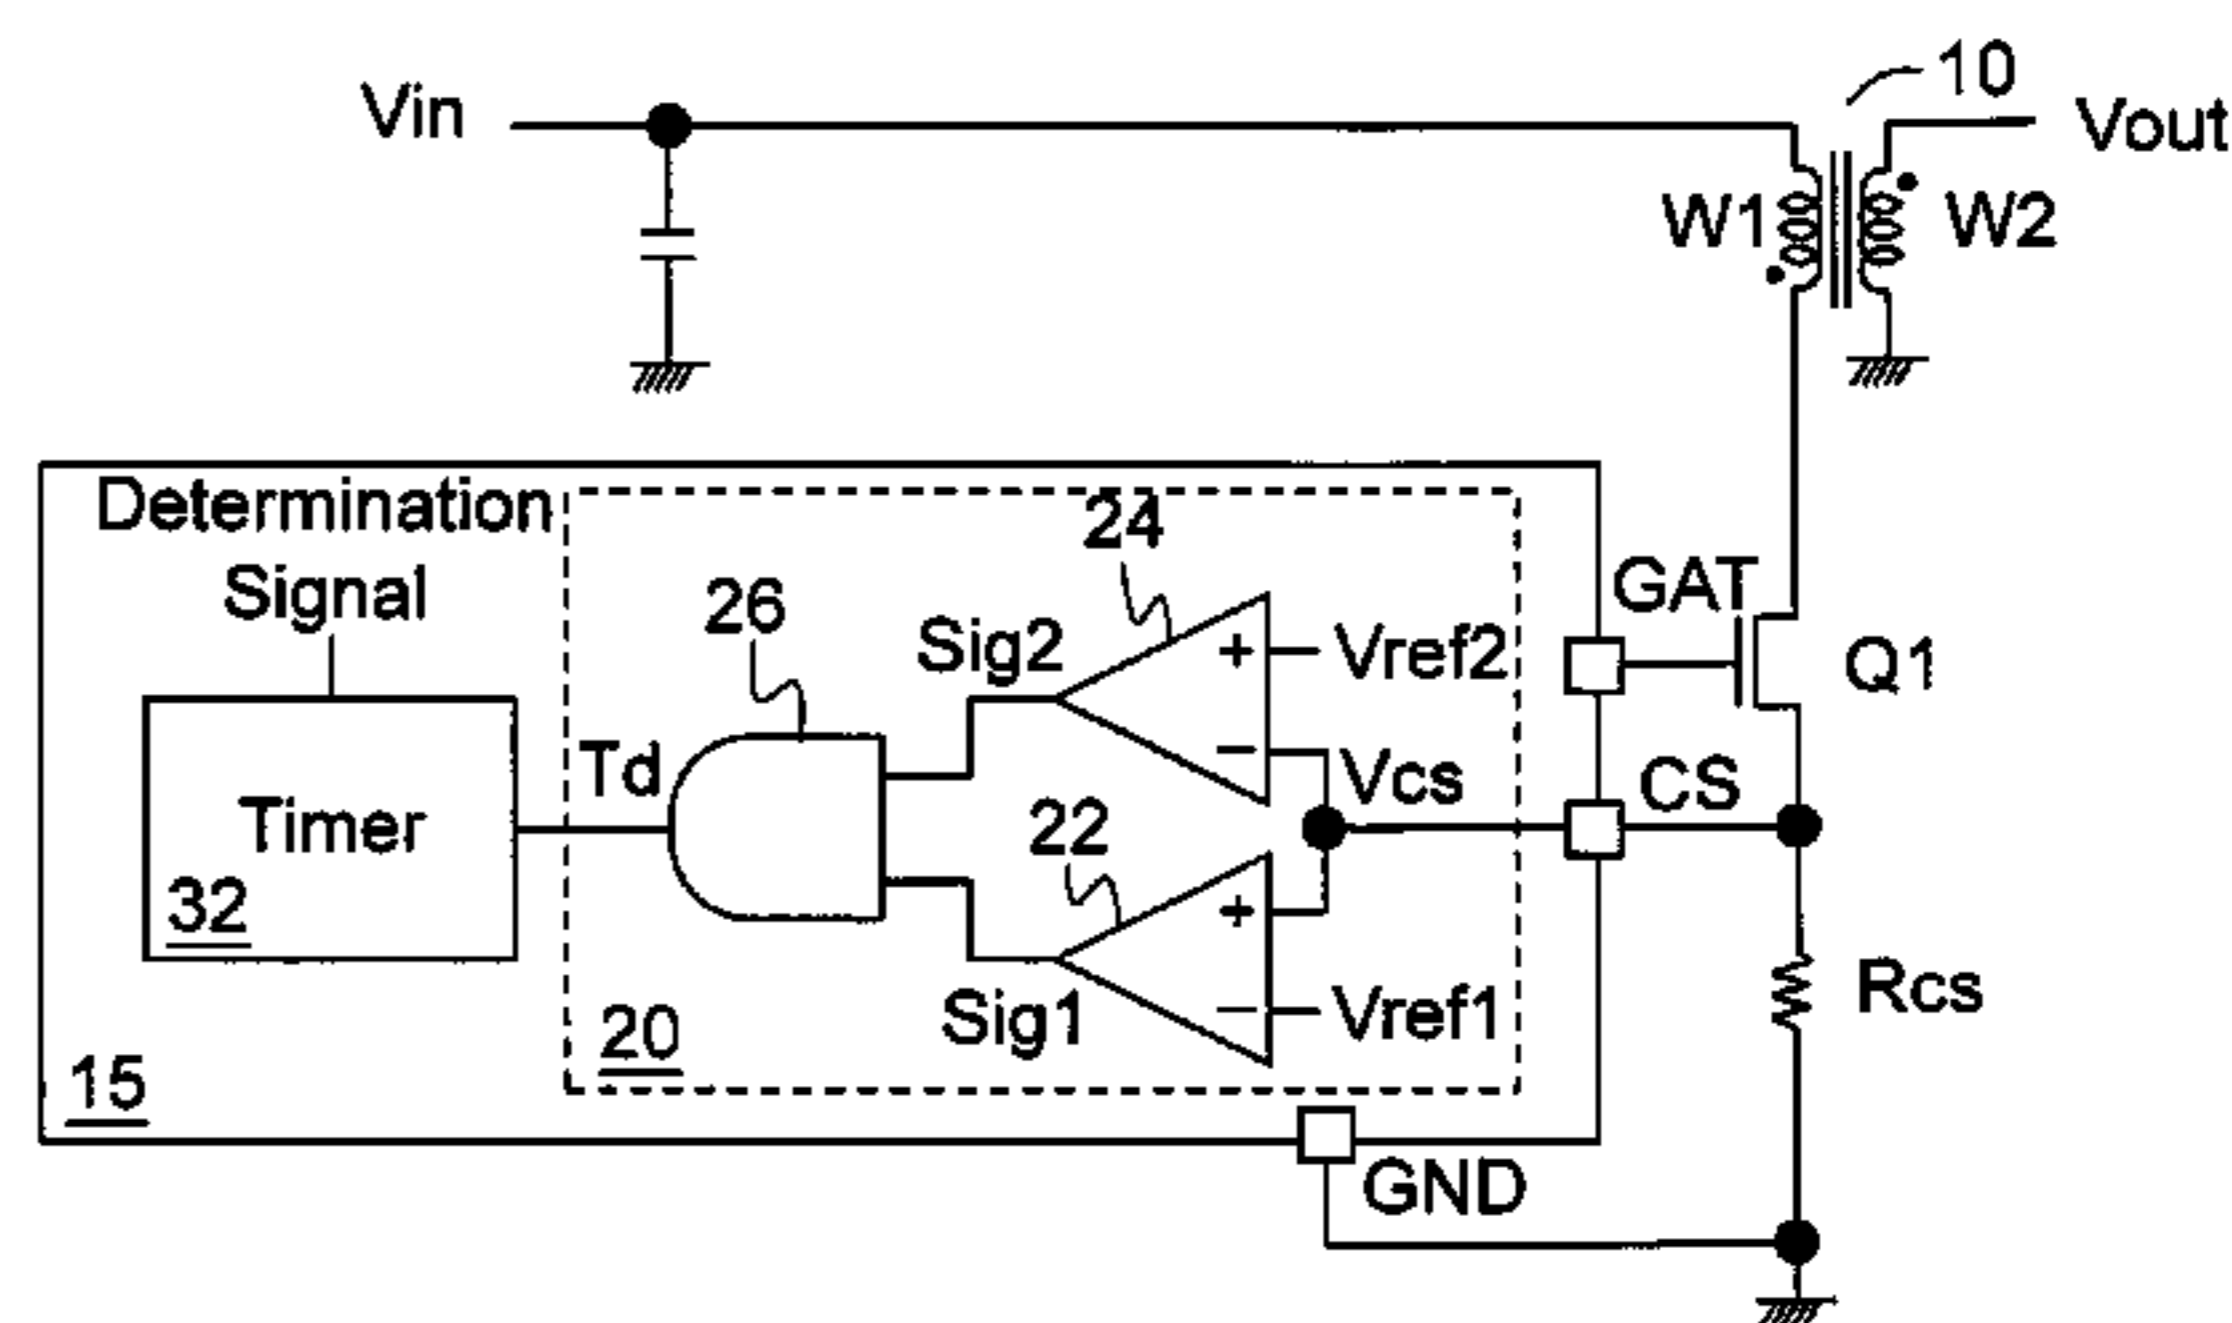 10
Vin
Vout
W1
W2
Determination
Signal
24
GAT
26
Sig2
+
Vref2
Q1
Td
−
Vcs
CS
Timer
22
32
+
Rcs
Sig1
−
Vref1
20
15
GND